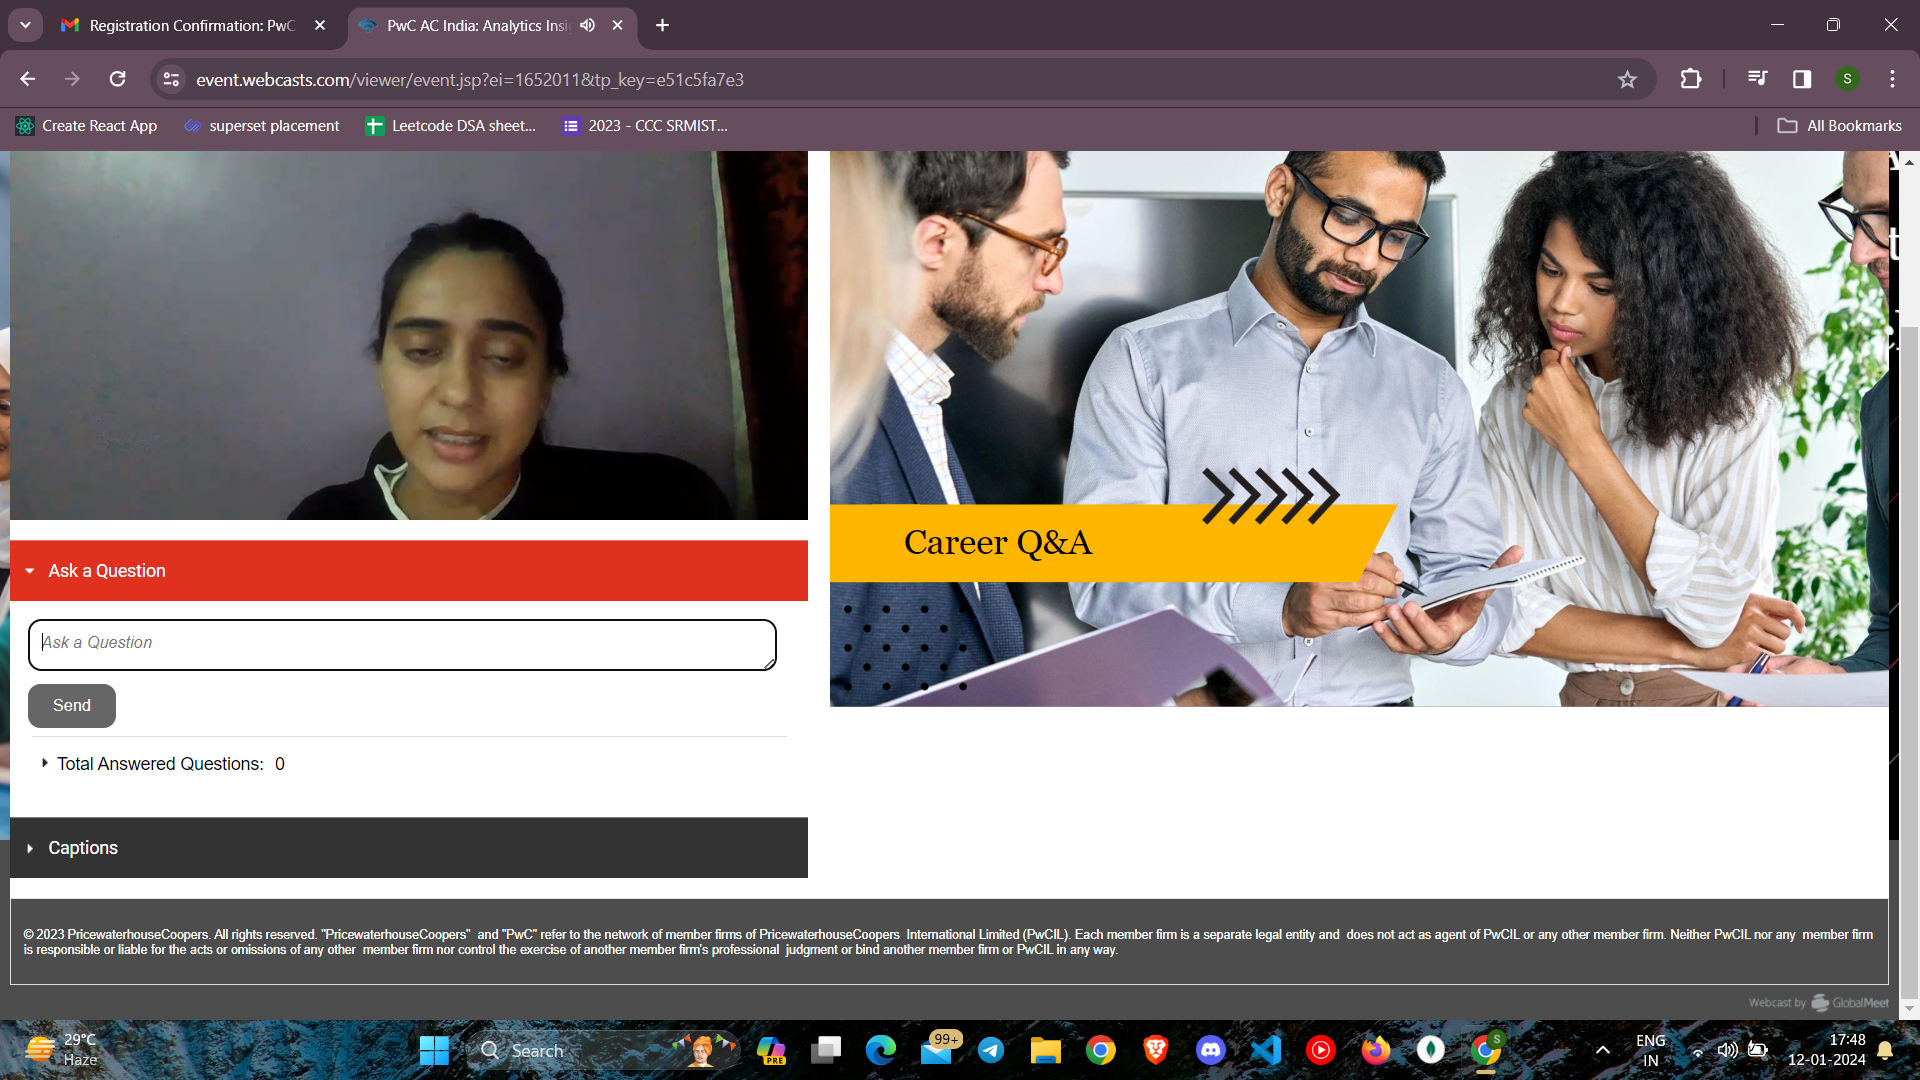 Registration Confirmation: PwC
PwC AC India: Analytics Insi
event.webcasts.com/viewer/event.jsp?ei=1652011&tp_key=e51c5fa7e3
S
Create React App
superset placement
Leetcode DSA sheet...
2023 - CCC SRMIST...
All Bookmarks
Career Q&A
Ask a Question
Ask a Question
Send
Total Answered Questions: 0
Captions
© 2023 PricewaterhouseCoopers. All rights reserved. "PricewaterhouseCoopers" and "PwC" refer to the network of member firms of PricewaterhouseCoopers International Limited (PwCIL). Each member firm is a separate legal entity and does not act as agent of PwCIL or any other member firm. Neither PwCIL nor any member firm
is responsible or liable for the acts or omissions of any other member firm nor control the exercise of another member firm's professional judgment or bind another member firm or PwCIL in any way.
Webcast by GlobalMeet
29°C
Haze
Search
PRE
99+
S
ENG
IN
17:48
12-01-2024